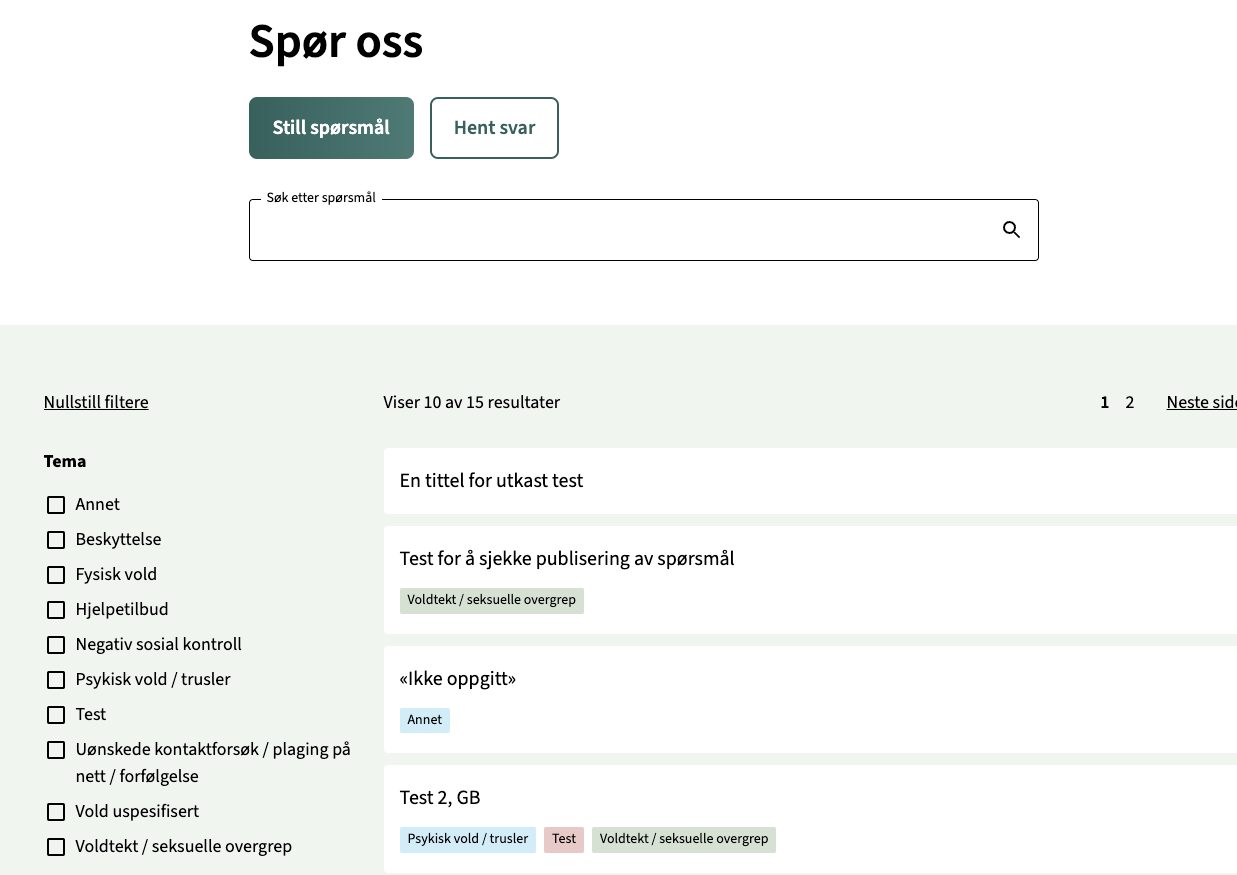 Spør oss
Still spørsmål
Hent svar
Søk etter spørsmål
Nullstill filtere
Viser 10 av 15 resultater
1 2 Neste side
Tema
Annet
Beskyttelse
Fysisk vold
Hjelpetilbud
Negativ sosial kontroll
Psykisk vold / trusler
Test
Uønskede kontaktforsøk / plaging på
nett / forfølgelse
Vold uspesifisert
Voldtekt / seksuelle overgrep
En tittel for utkast test
Test for å sjekke publisering av spørsmål
Voldtekt / seksuelle overgrep
«Ikke oppgitt»
Annet
Test 2, GB
Psykisk vold / trusler
Test
Voldtekt / seksuelle overgrep